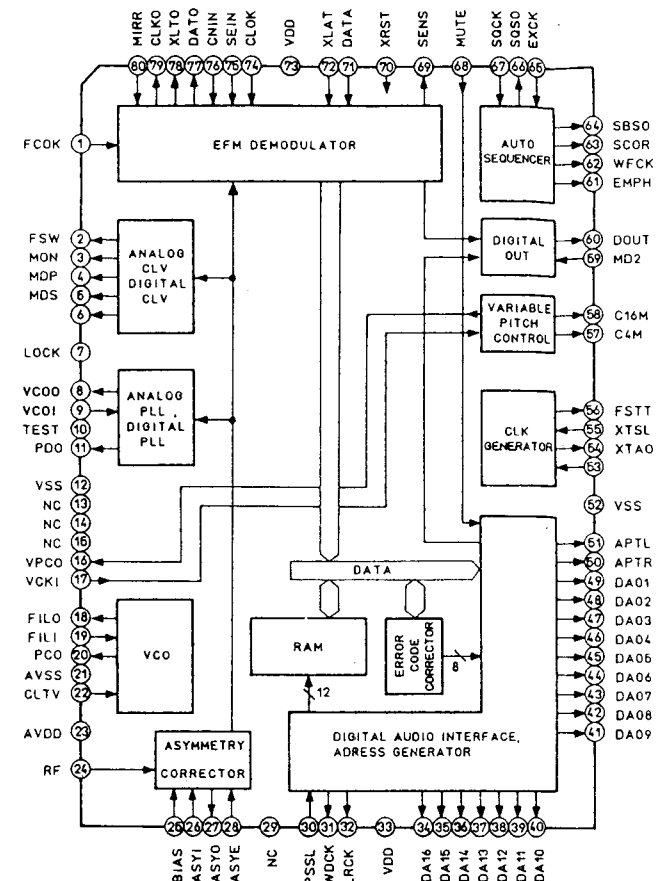 MIRR CLKO XLTO DATO CNIN SEIN CLOK VDD XLAT DATA XRST SENS MUTE SQCK SQSO EXCK
80 79 78 77 76 75 74 73 72 71 70 69 68 67 66 65
FCOK 1
EFM DEMODULATOR
AUTO
SEQUENCER
64 SBSO
63 SCOR
62 WFCK
61 EMPH
FSW 2
MON 3
MDP 4
MDS 5
6
ANALOG
CLV
DIGITAL
CLV
DIGITAL
OUT
60 DOUT
59 MD2
VARIABLE
PITCH
CONTROL
58 C16M
57 C4M
LOCK 7
VCOO 8
VCOI 9
TEST 10
PDO 11
ANALOG
PLL,
DIGITAL
PLL
CLK
GENERATOR
56 FSTT
55 XTSL
54 XTAO
53
VSS 12
NC 13
NC 14
NC 15
VPCO 16
VCKI 17
52 VSS
51 APTL
50 APTR
49 DA01
48 DA02
47 DA03
46 DA04
45 DA05
44 DA06
43 DA07
42 DA08
41 DA09
DATA
FILO 18
FILI 19
PCO 20
AVSS 21
CLTV 22
VCO
RAM
ERROR
CODE
CORRECTOR
8
12
AVDD 23
RF 24
ASYMMETRY
CORRECTOR
DIGITAL AUDIO INTERFACE,
ADRESS GENERATOR
25 26 27 28 29 30 31 32 33 34 35 36 37 38 39 40
BIAS ASYI ASYO ASYE NC PSSL WDCK LRCK VDD DA16 DA15 DA14 DA13 DA12 DA11 DA10